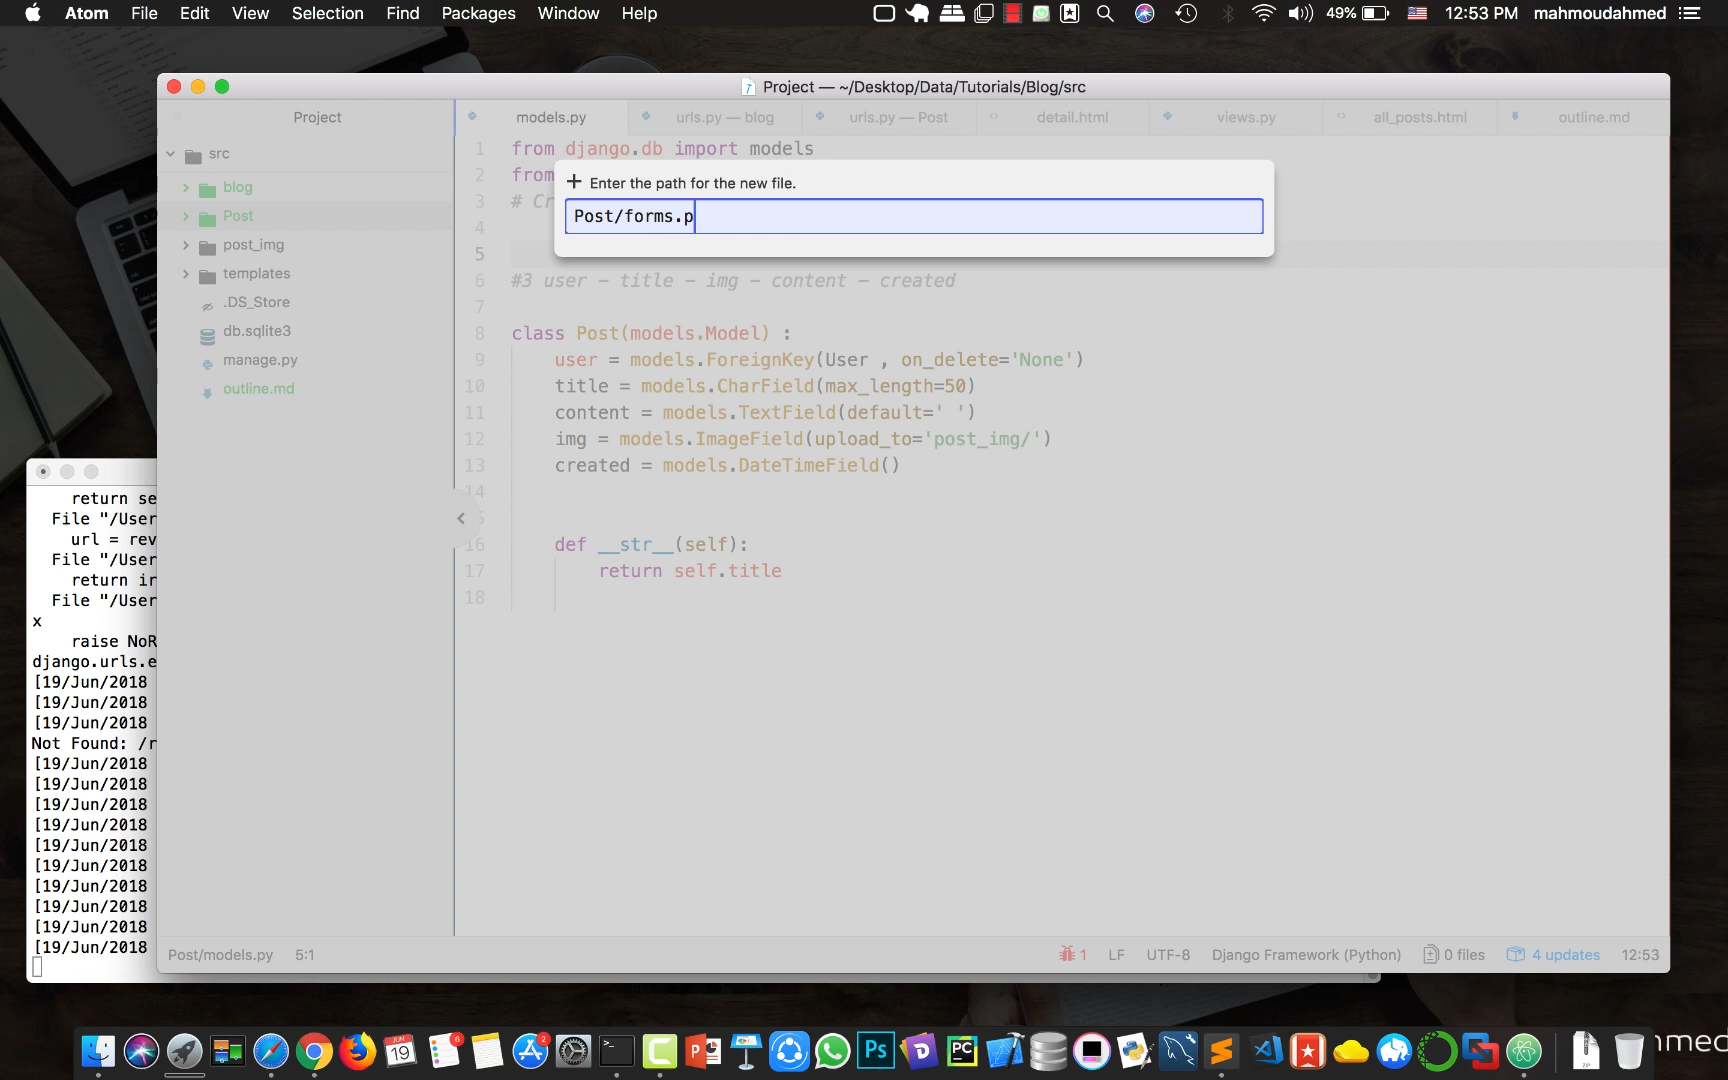 Atom File Edit View Selection Find Packages Window Help 49% 12:53 PM mahmoudahmed
Project — ~/Desktop/Data/Tutorials/Blog/src
Project
models.py
urls.py — blog
urls.py — Post
detail.html
views.py
all_posts.html
outline.md
src
blog
Post
post_img
templates
.DS_Store
db.sqlite3
manage.py
outline.md
Enter the path for the new file.
Post/forms.p
1 from django.db import models
2 from
3 # Cr
4
5
6 #3 user - title - img - content - created
7
8 class Post(models.Model) :
9 user = models.ForeignKey(User , on_delete='None')
10 title = models.CharField(max_length=50)
11 content = models.TextField(default=' ')
12 img = models.ImageField(upload_to='post_img/')
13 created = models.DateTimeField()
14
16 def __str__(self):
17 return self.title
18
return se
File "/User
url = rev
File "/User
return ir
File "/User
x
raise NoR
django.urls.e
[19/Jun/2018
[19/Jun/2018
[19/Jun/2018
Not Found: /r
[19/Jun/2018
[19/Jun/2018
[19/Jun/2018
[19/Jun/2018
[19/Jun/2018
[19/Jun/2018
[19/Jun/2018
[19/Jun/2018
[19/Jun/2018
[19/Jun/2018
Post/models.py 5:1 1 LF UTF-8 Django Framework (Python) 0 files 4 updates 12:53
19
6
2
Ps
PC
hmed